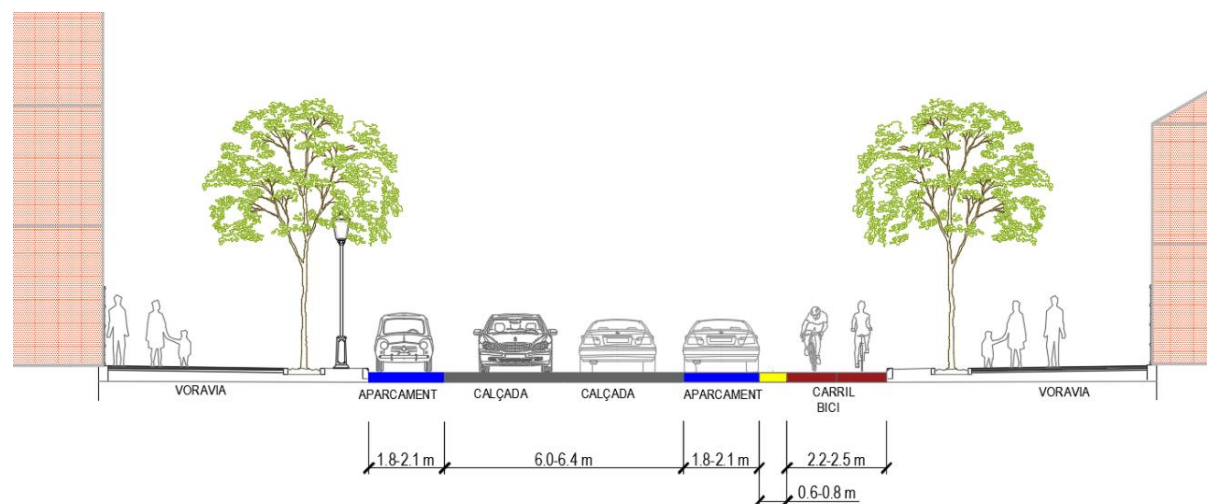 VORAVIA
APARCAMENT
CALÇADA
CALÇADA
APARCAMENT
CARRIL
BICI
VORAVIA
1.8-2.1 m
6.0-6.4 m
1.8-2.1 m
2.2-2.5 m
0.6-0.8 m